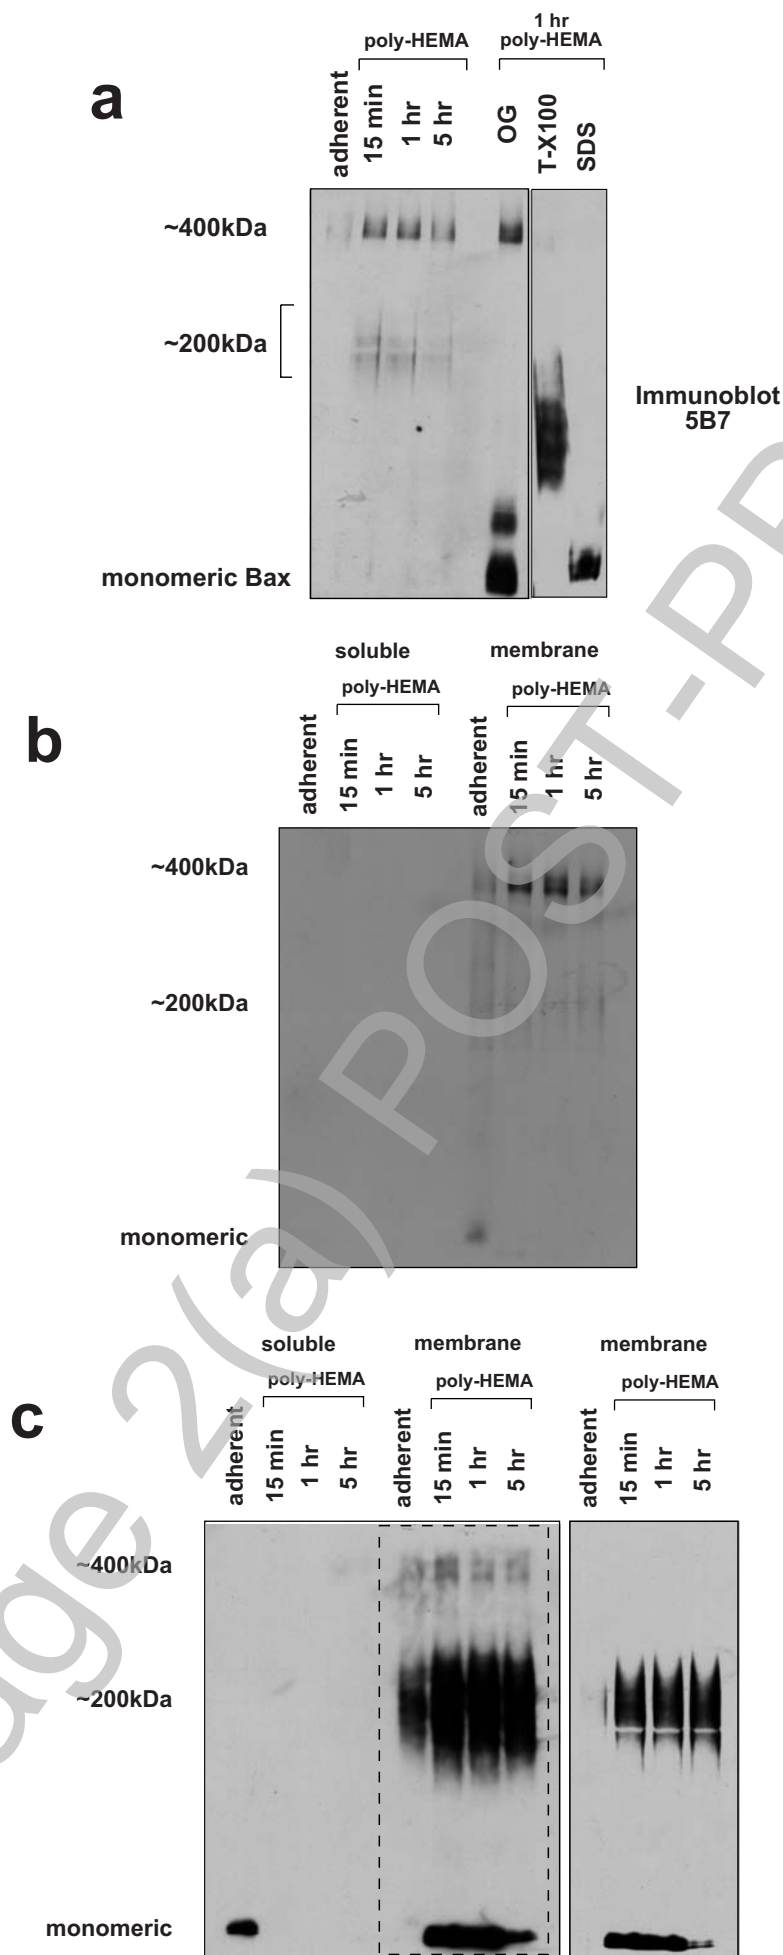 a
poly-HEMA
1 hr
poly-HEMA
adherent
15 min
1 hr
5 hr
OG
T-X100
SDS
~400kDa
~200kDa
Immunoblot
5B7
monomeric Bax
b
soluble
membrane
poly-HEMA
poly-HEMA
adherent
15 min
1 hr
5 hr
adherent
15 min
1 hr
5 hr
~400kDa
~200kDa
monomeric
c
soluble
membrane
membrane
poly-HEMA
poly-HEMA
poly-HEMA
adherent
15 min
1 hr
5 hr
adherent
15 min
1 hr
5 hr
adherent
15 min
1 hr
5 hr
~400kDa
~200kDa
monomeric
age 2(a) POST-P